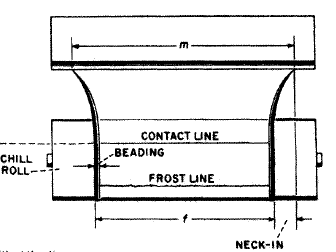 m
CONTACT LINE
BEADING
CHILL
ROLL
FROST LINE
f
NECK-IN